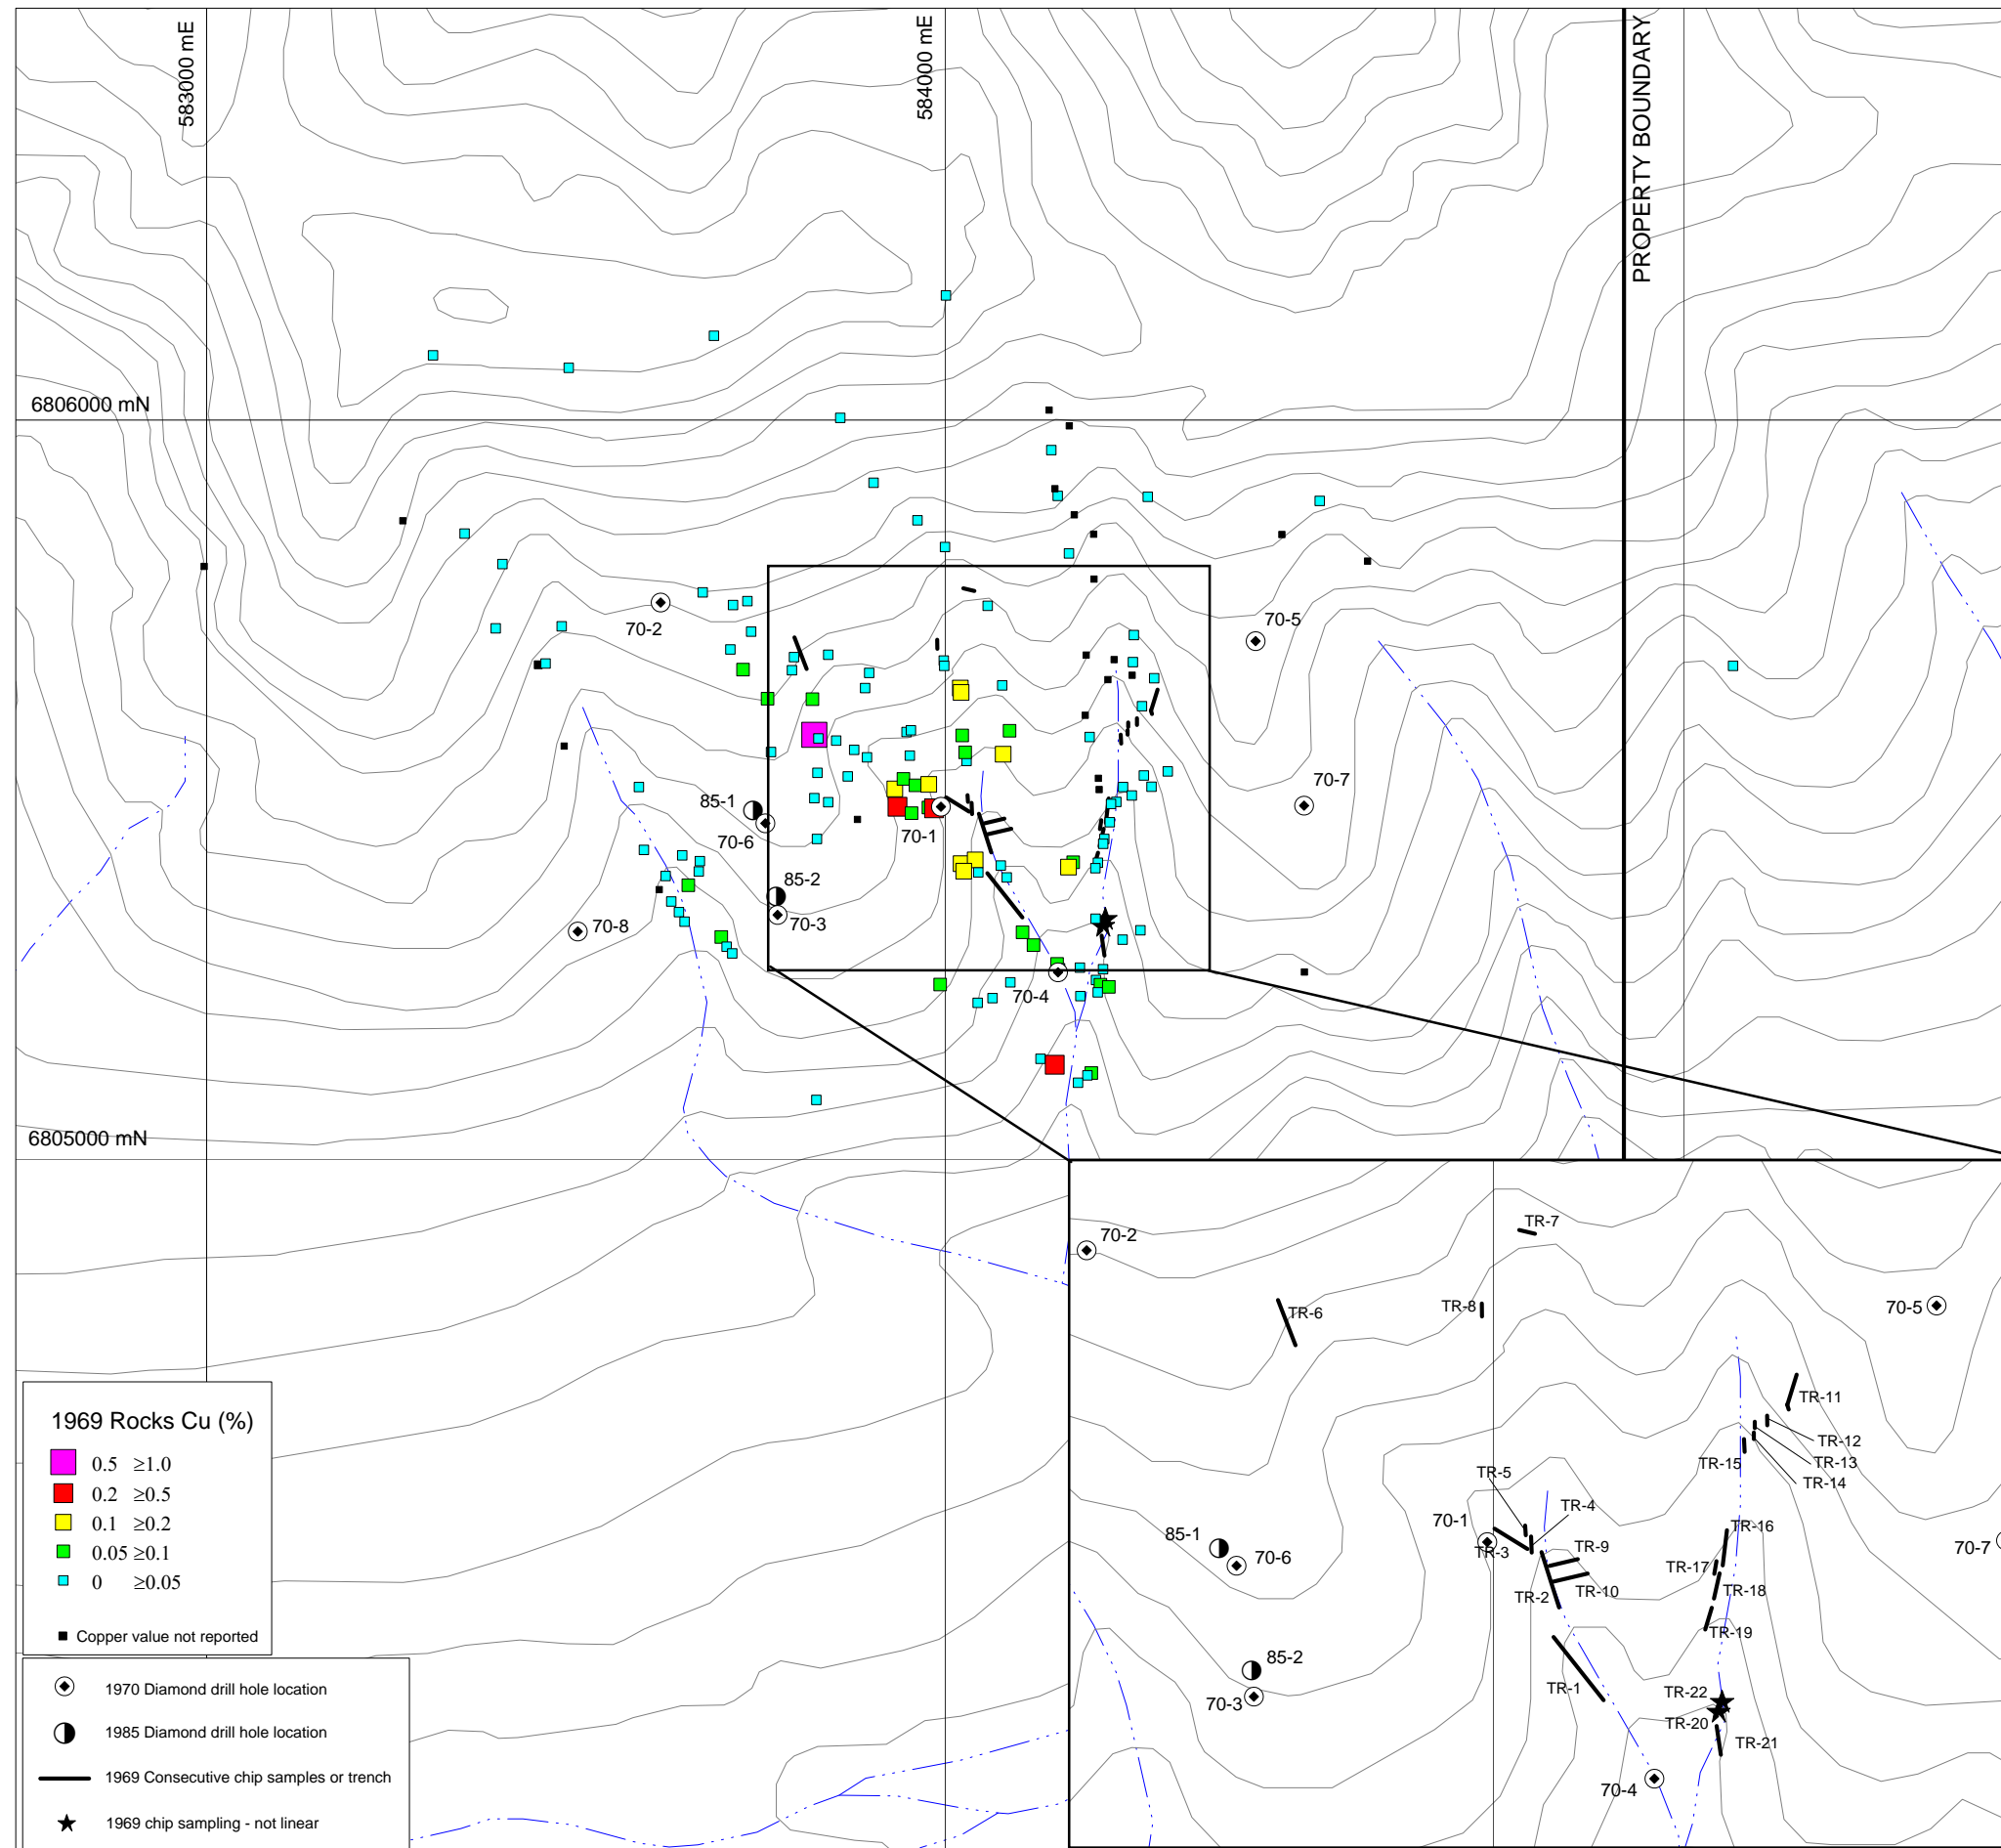 583000 mE
584000 mE
PROPERTY BOUNDARY
6806000 mN
70-2
70-5
70-7
85-1
70-6
70-1
85-2
70-3
70-8
70-4
6805000 mN
TR-7
70-2
TR-6
TR-8
70-5
TR-11
TR-12
TR-13
TR-15
TR-14
TR-5
TR-4
70-1
TR-3
TR-16
85-1
70-6
TR-9
70-7
TR-17
TR-10
TR-2
TR-18
TR-19
85-2
70-3
TR-1
TR-22
TR-20
TR-21
70-4
1969 Rocks Cu (%)
0.5 ≥1.0
0.2 ≥0.5
0.1 ≥0.2
0.05 ≥0.1
0 ≥0.05
Copper value not reported
1970 Diamond drill hole location
1985 Diamond drill hole location
1969 Consecutive chip samples or trench
1969 chip sampling - not linear